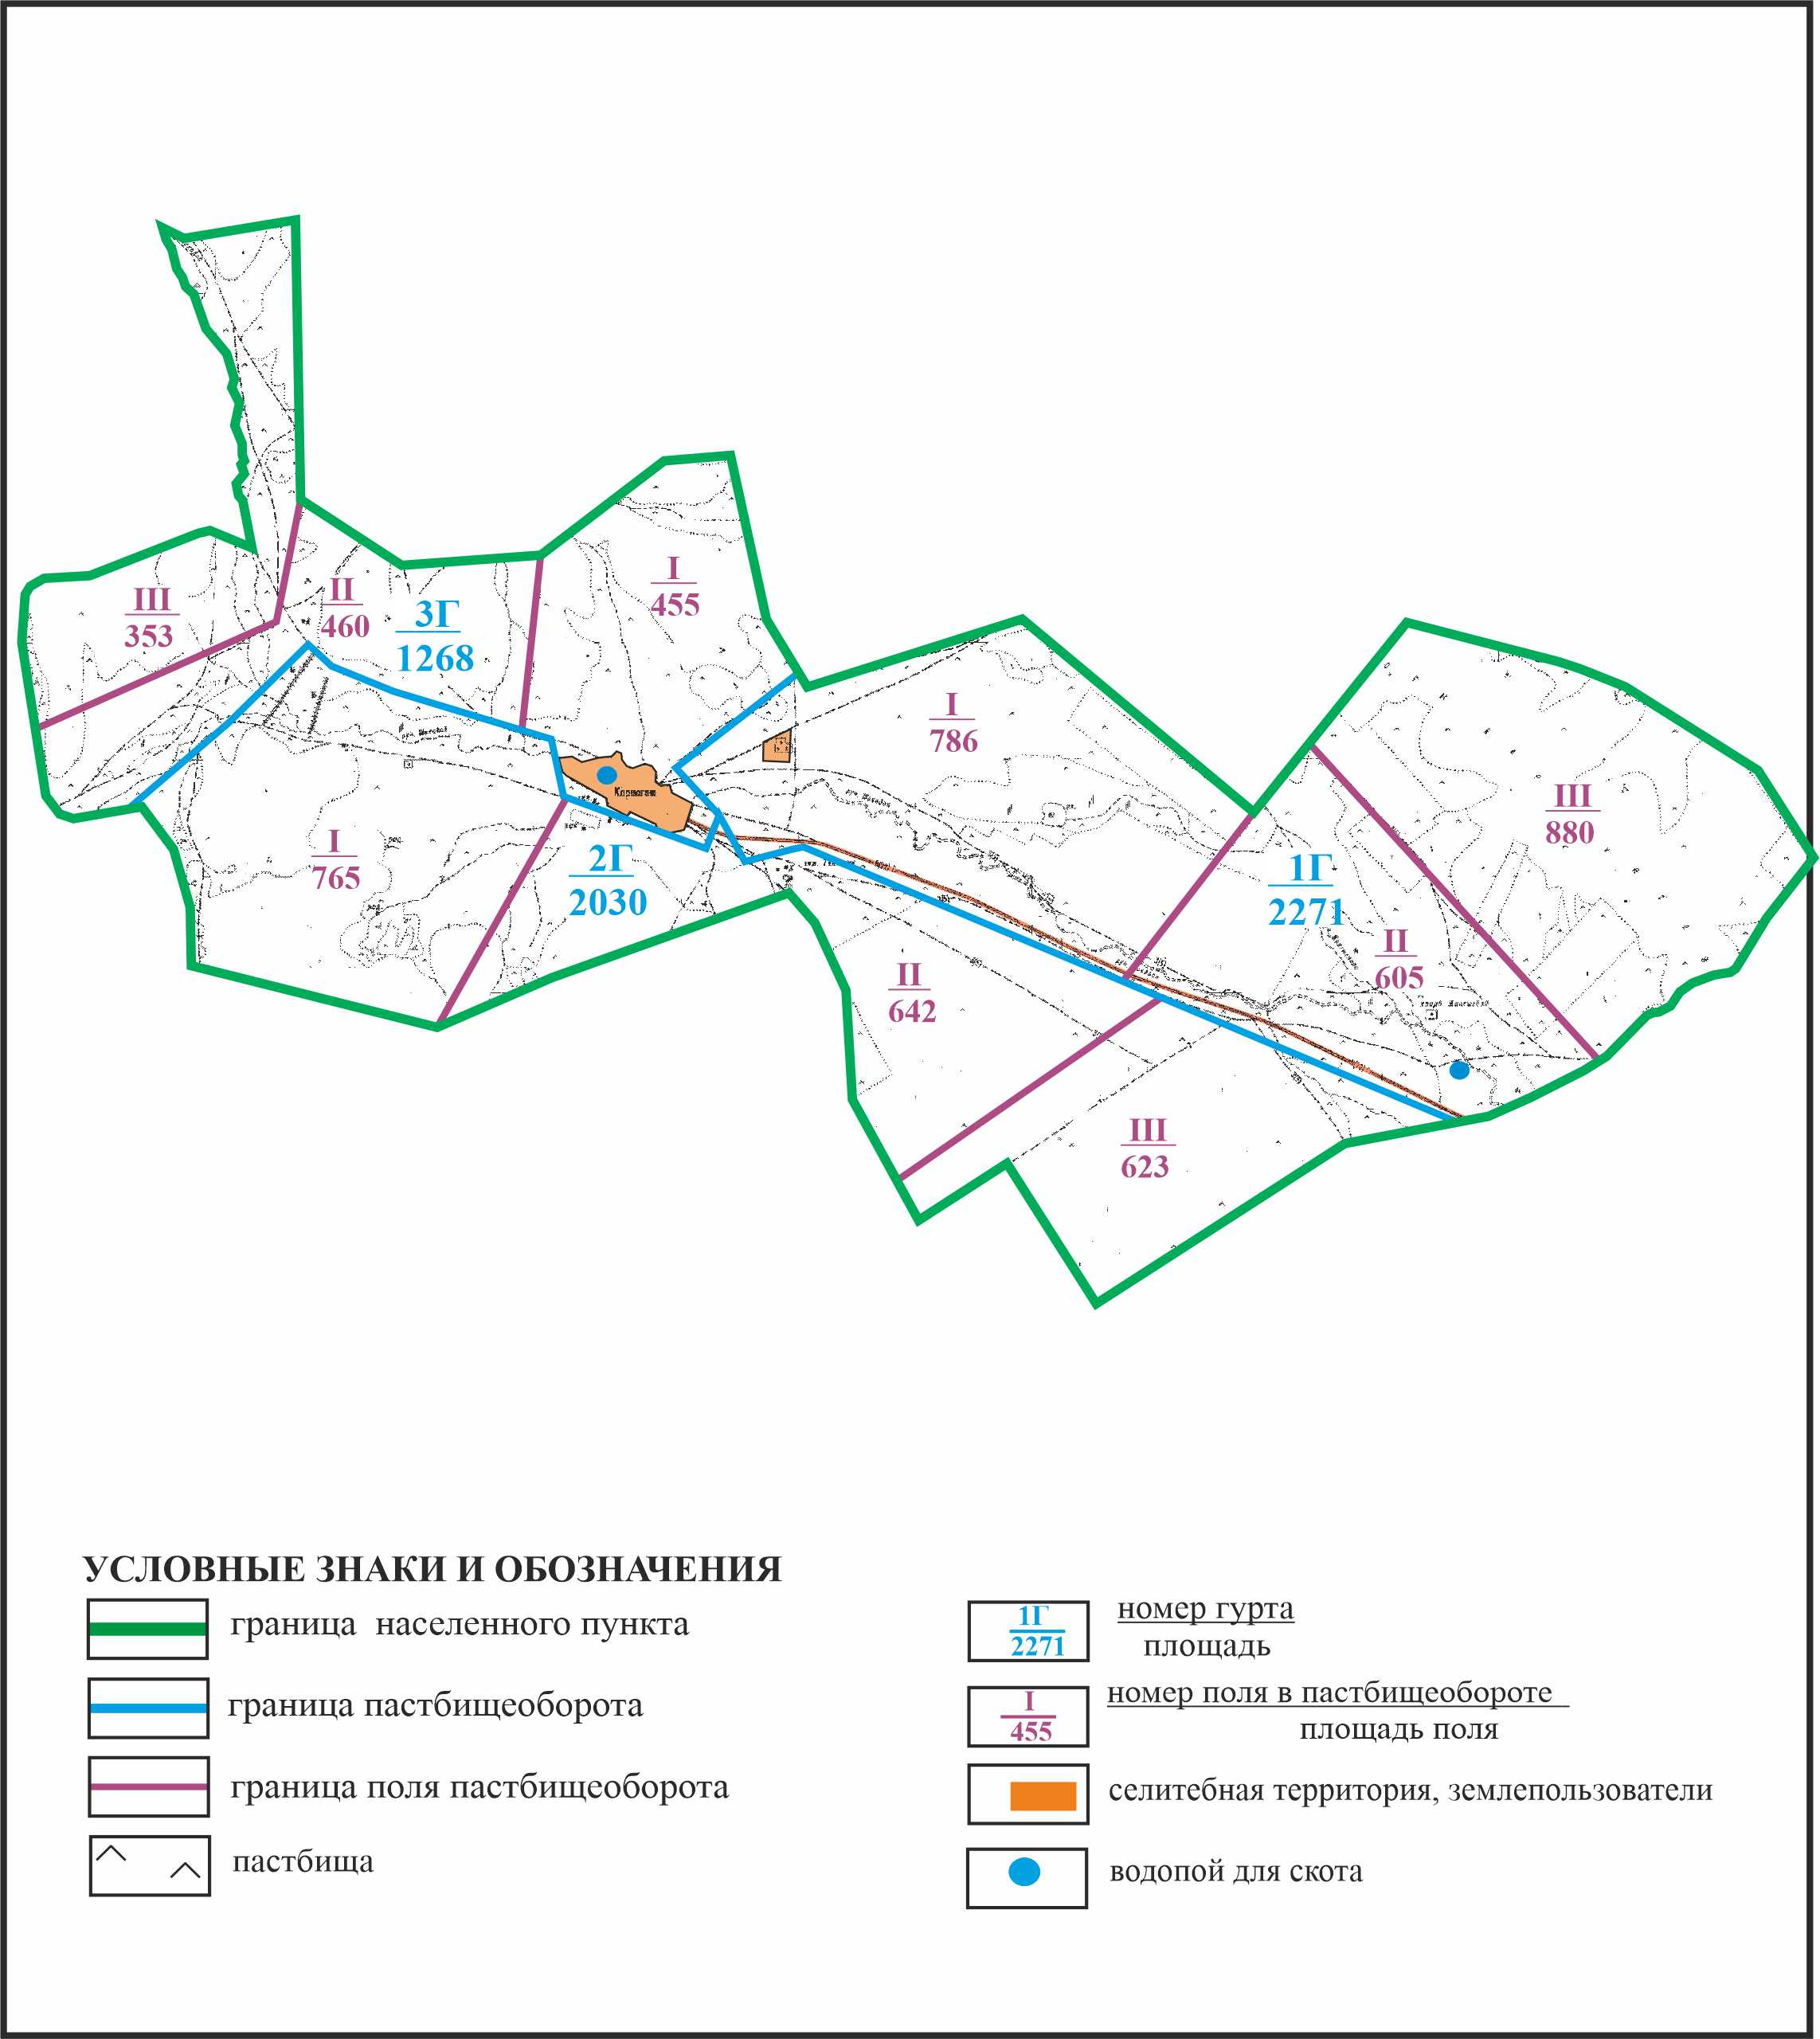 I
455
III
353
II
460
3Г
1268
I
786
III
880
I
765
2Г
2030
1Г
2271
II
605
II
642
III
623
УСЛОВНЫЕ ЗНАКИ И ОБОЗНАЧЕНИЯ
граница населенного пункта
граница пастбищеоборота
граница поля пастбищеоборота
пастбища
1Г
2271
номер гурта
площадь
I
455
номер поля в пастбищеобороте
площадь поля
селитебная территория, землепользователи
водопой для скота